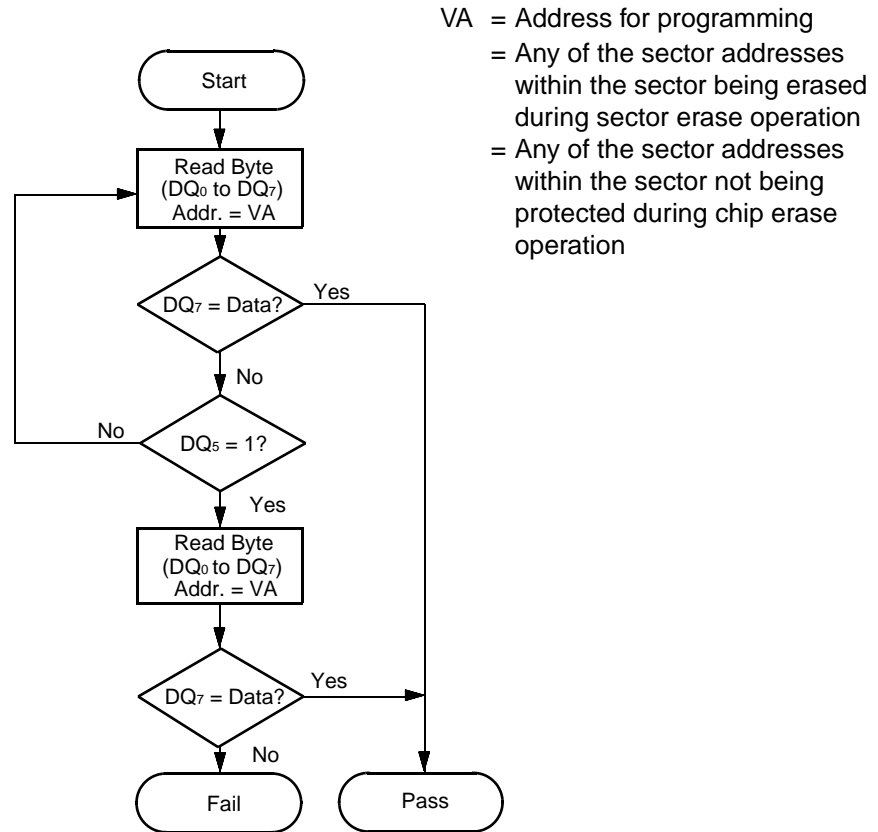 VA = Address for programming
= Any of the sector addresses
within the sector being erased
during sector erase operation
= Any of the sector addresses
within the sector not being
protected during chip erase
operation
Start
Read Byte
(DQ0 to DQ7)
Addr. = VA
DQ7 = Data?
Yes
No
DQ5 = 1?
No
Yes
Read Byte
(DQ0 to DQ7)
Addr. = VA
DQ7 = Data?
Yes
No
Fail
Pass